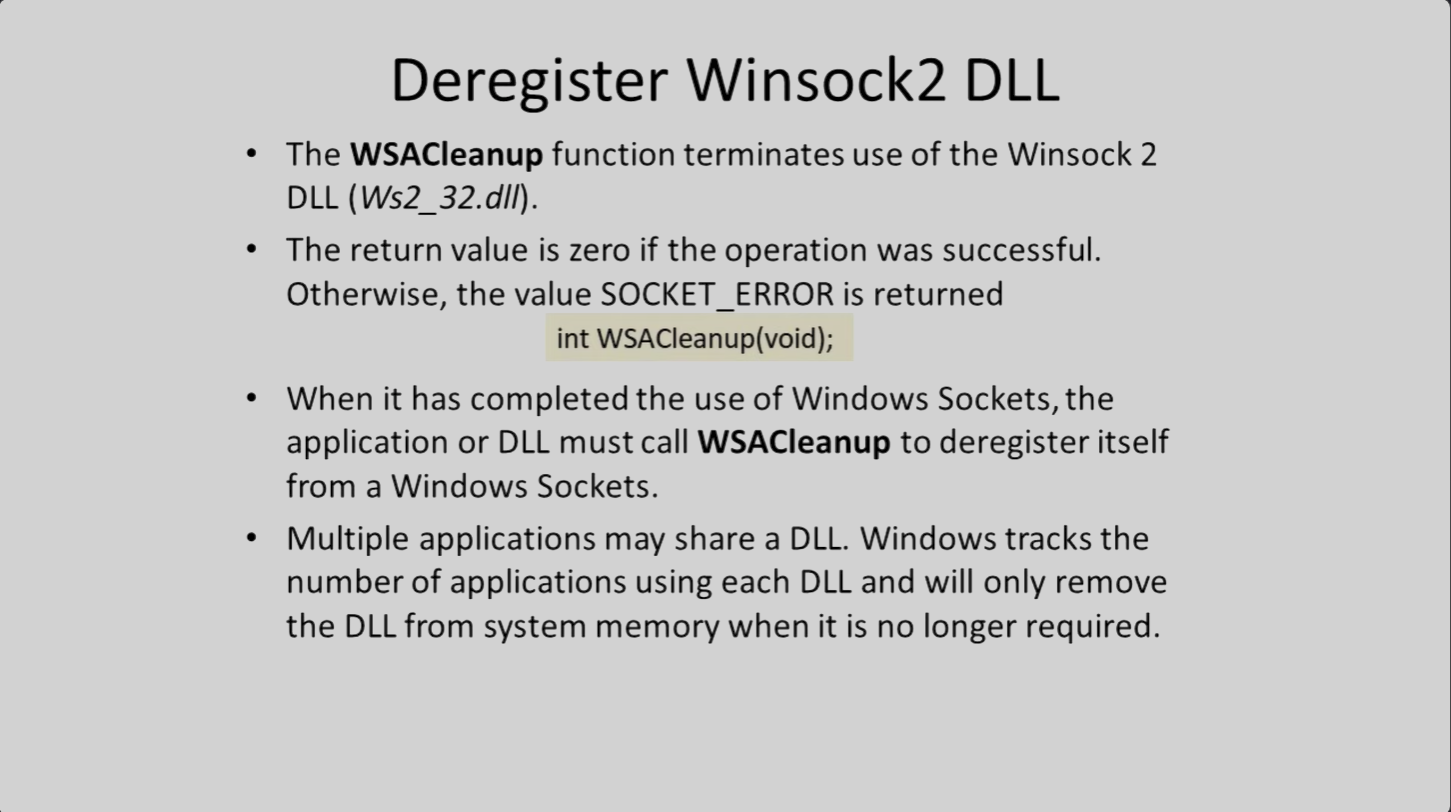 Deregister Winsock2 DLL
• The WSACleanup function terminates use of the Winsock 2
DLL (Ws2_32.dll).
• The return value is zero if the operation was successful.
Otherwise, the value SOCKET_ERROR is returned
int WSACleanup(void);
• When it has completed the use of Windows Sockets, the
application or DLL must call WSACleanup to deregister itself
from a Windows Sockets.
• Multiple applications may share a DLL. Windows tracks the
number of applications using each DLL and will only remove
the DLL from system memory when it is no longer required.